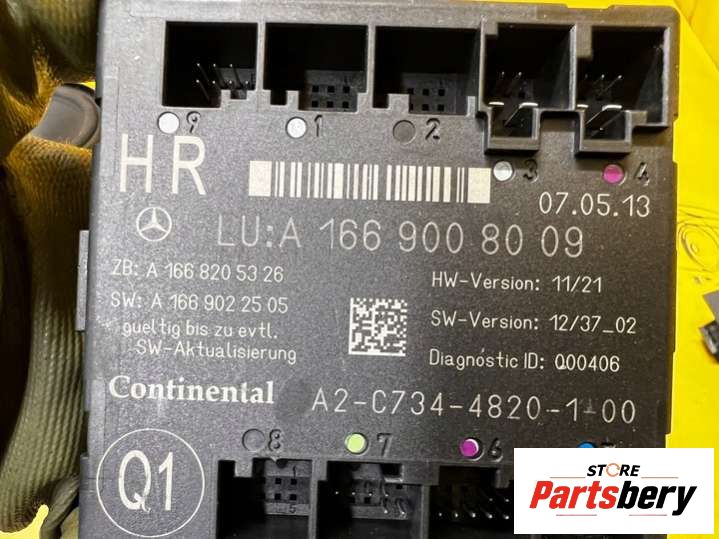 9 1 2 3 4
HR
07.05.13
LU:A 166 900 80 09
ZB: A 166 820 53 26
HW-Version: 11/21
SW: A 166 902 25 05
SW-Version: 12/37_02
gueltig bis zu evtl.
SW-Aktualisierung
Diagnostic ID: 000406
Continental
A2-C734-4820-1-00
8 7 6
Q1
STORE
Partsbery